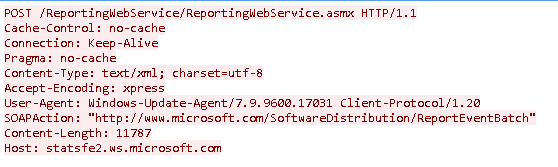 POST /ReportingWebService/ReportingWebService.asmx HTTP/1.1
Cache-Control: no-cache
Connection: Keep-Alive
Pragma: no-cache
Content-Type: text/xml; charset=utf-8
Accept-Encoding: xpress
User-Agent: Windows-Update-Agent/7.9.9600.17031 Client-Protocol/1.20
SOAPAction: "http://www.microsoft.com/SoftwareDistribution/ReportEventBatch"
Content-Length: 11787
Host: statsfe2.ws.microsoft.com